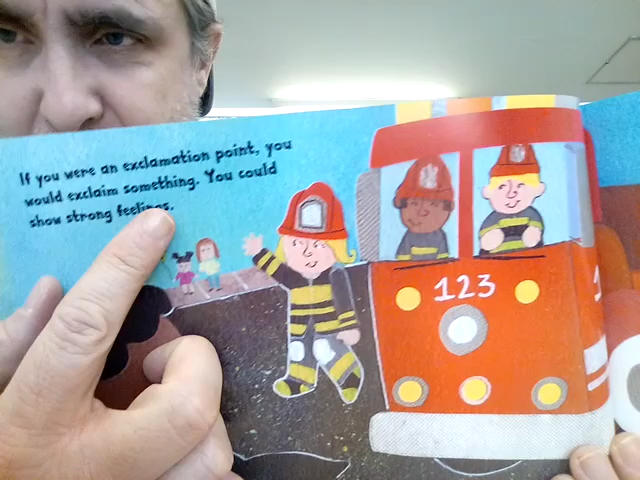 If you were an exclamation point, you
would exclaim something. You could
show strong feelings.
123